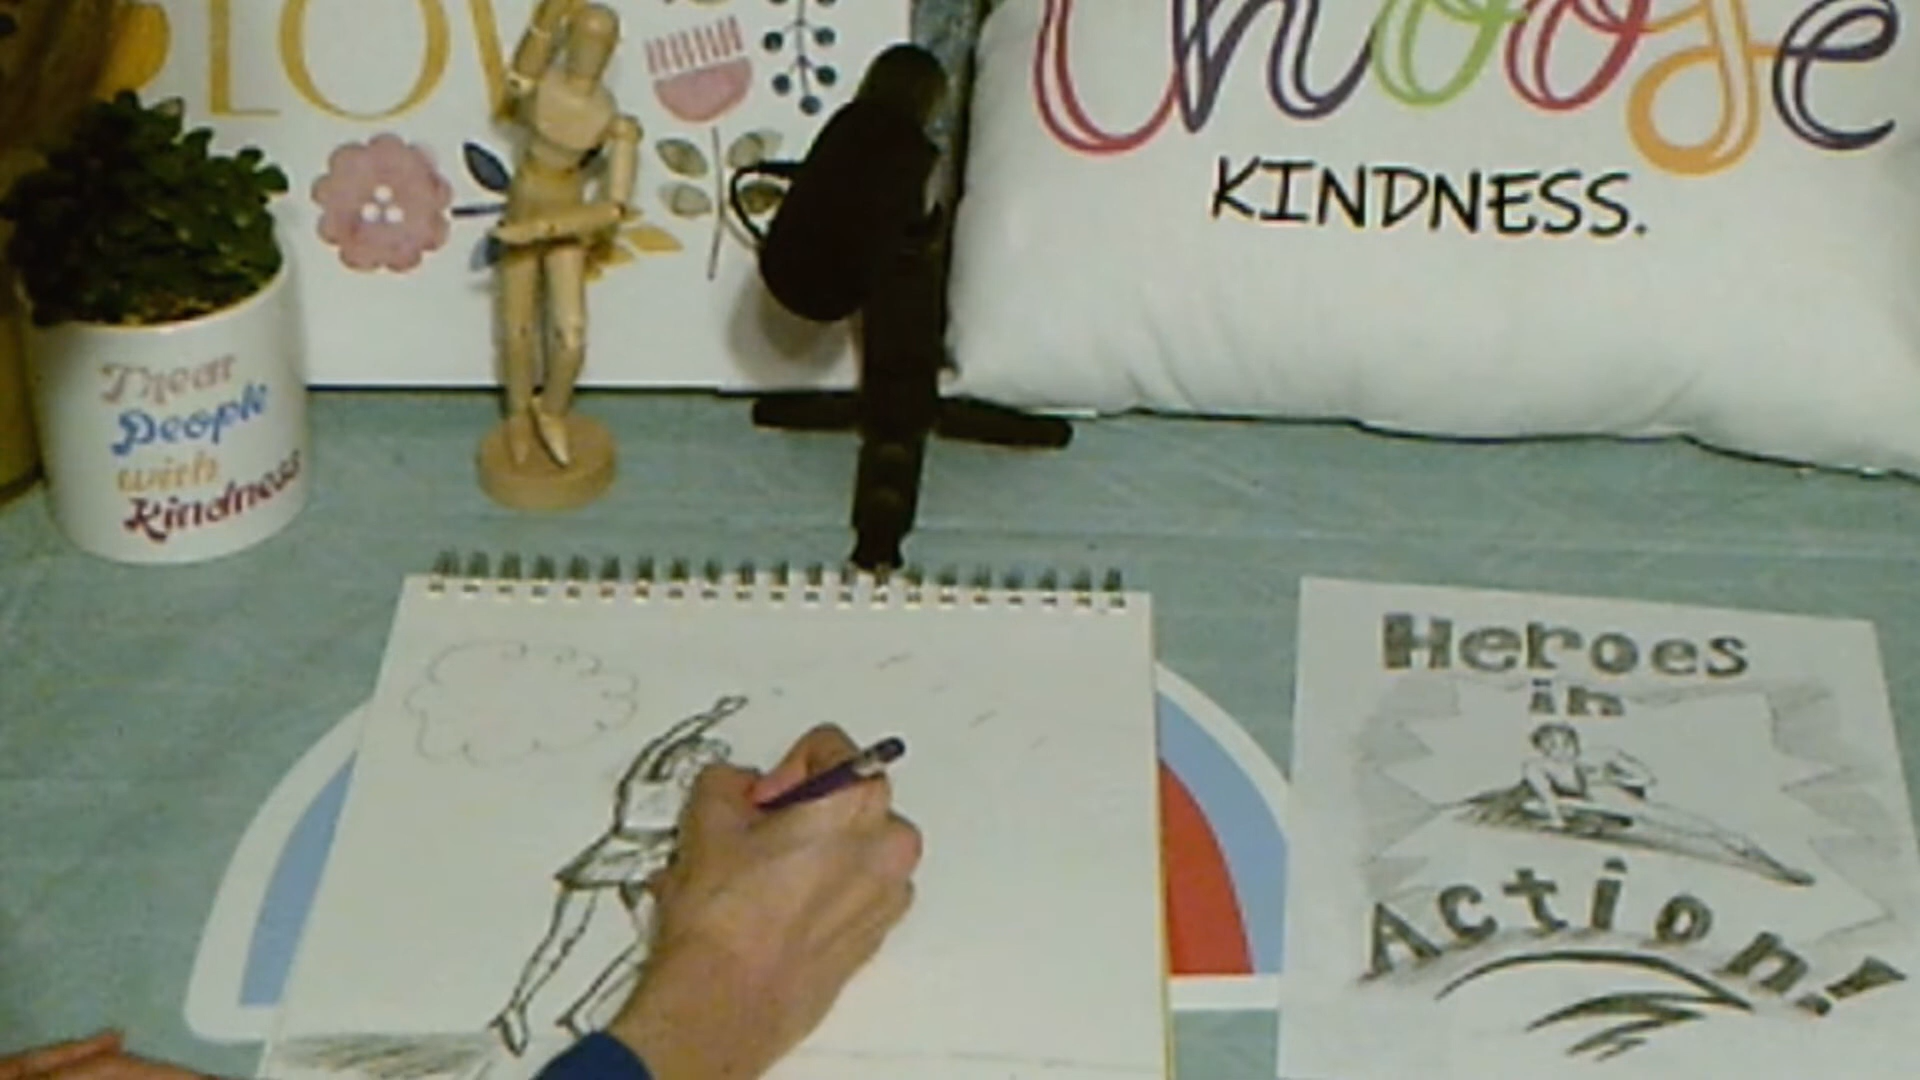 LOV
Choose
KINDNESS.
Treat
People
with
Kindness
Heroes
in
Action!